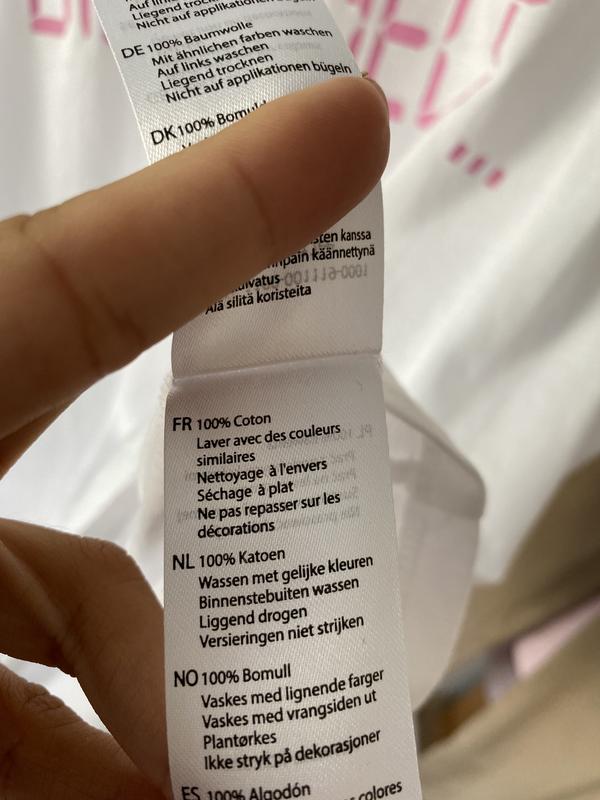 Auf links
Liegend trocknen
Nicht auf applikationen bügeln
DE 100% Baumwolle
Mit ähnlichen farben waschen
Auf links waschen
Liegend trocknen
Nicht auf applikationen bügeln
DK 100% Bomuld
kanssa
käännettynä
Älä silitä koristeita
FR 100% Coton
Laver avec des couleurs
similaires
Nettoyage à l'envers
Séchage à plat
Ne pas repasser sur les
décorations
NL 100% Katoen
Wassen met gelijke kleuren
Binnenstebuiten wassen
Liggend drogen
Versieringen niet strijken
NO 100% Bomull
Vaskes med lignende farger
Vaskes med vrangsiden ut
Plantørkes
Ikke stryk på dekorasjoner
ES 100% Algodón
colores